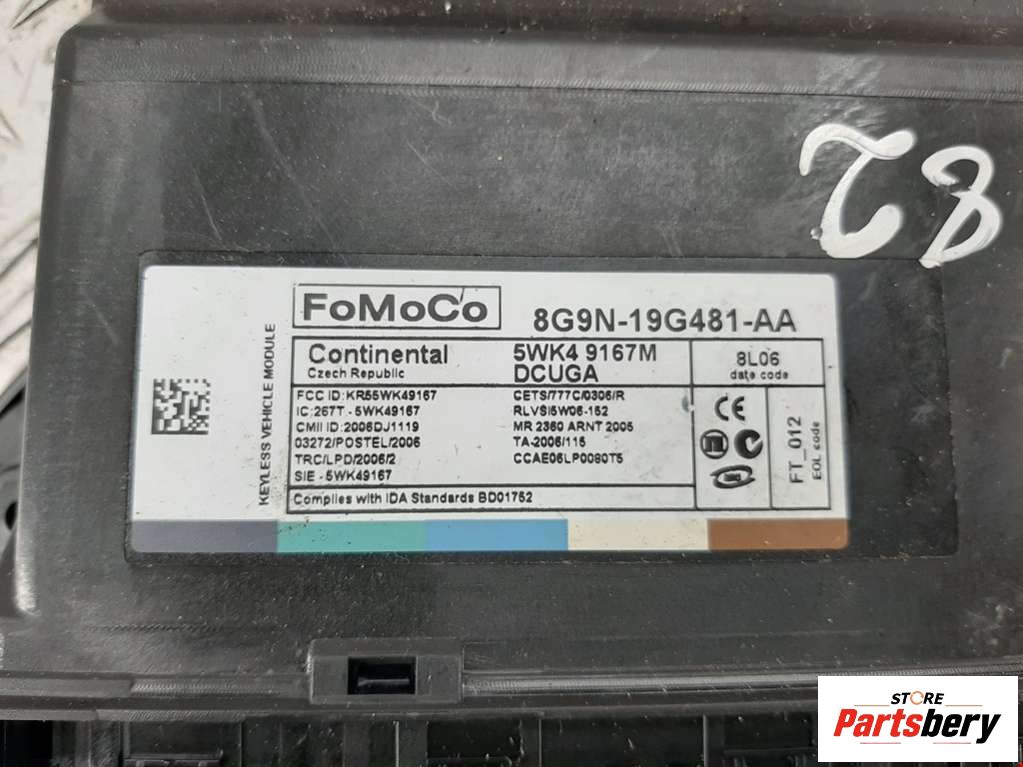 82
FoMoCo
8G9N-19G481-AA
KEYLESS VEHICLE MODULE
Continental
Czech Republic
5WK4 9167M
DCUGA
8L06
date code
FCC ID:KR55WK49167
IC:267T - 5WK49167
CMII ID:2006DJ1119
03272/POSTEL/2006
TRC/LPD/2006/2
SIE - 5WK49167
CETS/777C/0306/R
RLVSI5W06-152
MR 2360 ARNT 2005
TA-2006/115
CCAE06LP0080T5
CE
FT_012
EOL code
Complies with IDA Standards BD01752
STORE
Partsbery